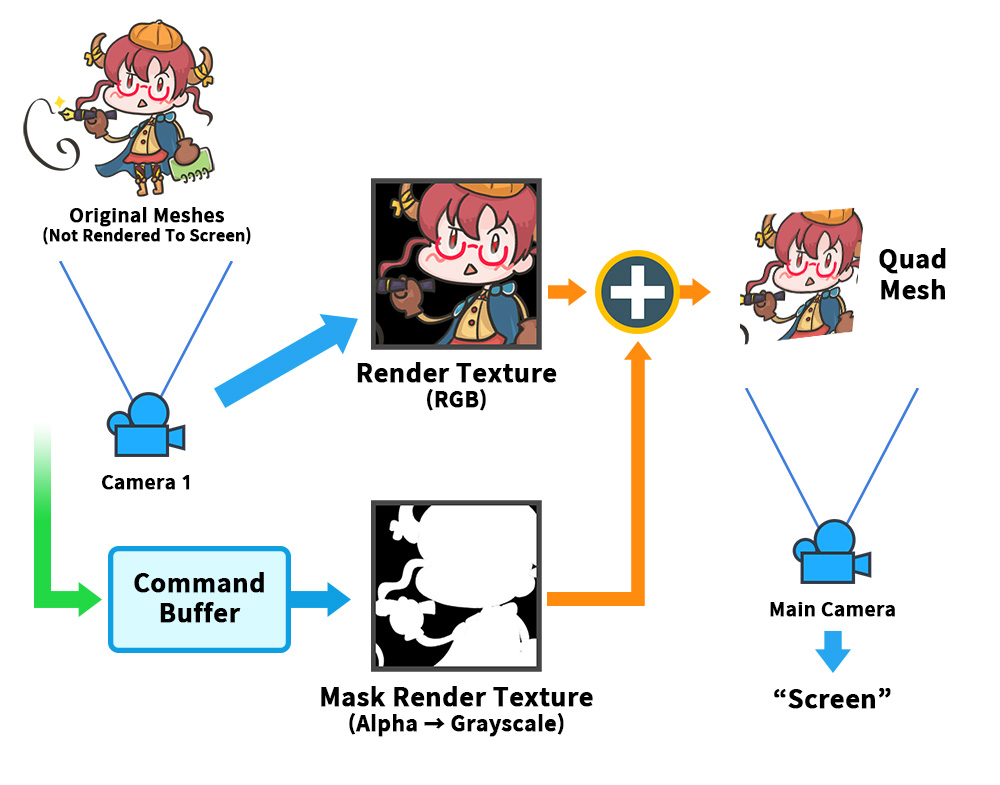 Original Meshes
(Not Rendered To Screen)
Camera 1
Render Texture
(RGB)
Quad
Mesh
Command
Buffer
Mask Render Texture
(Alpha → Grayscale)
Main Camera
“Screen”